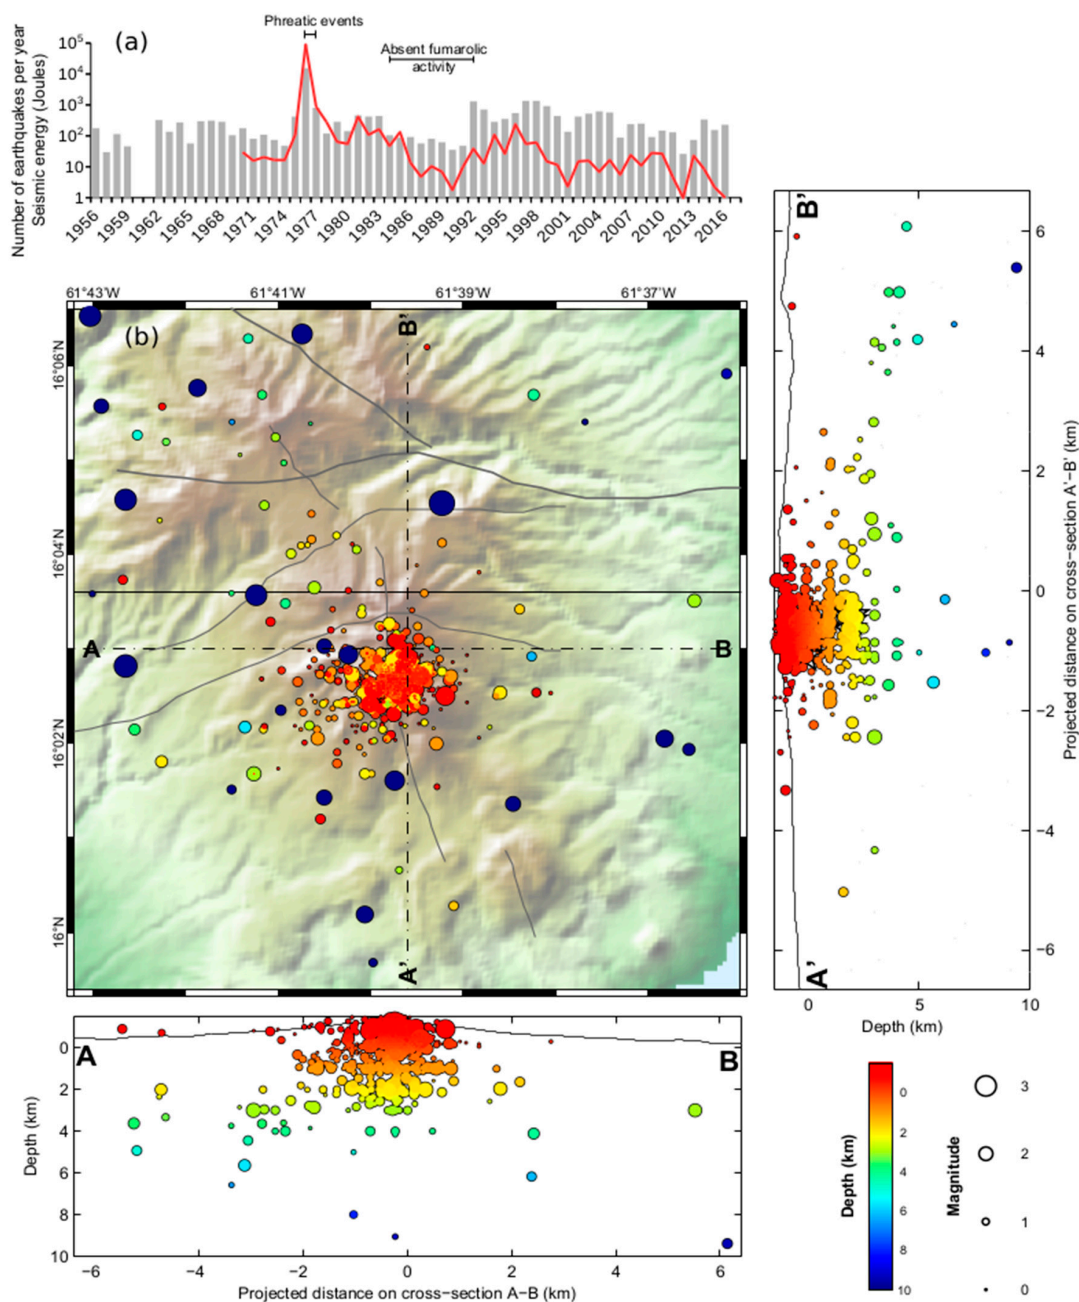 Phreatic events
(a)
Absent fumarolic
activity
Number of earthquakes per year
Seismic energy (Joules)
10⁵
10⁴
10³
10²
10
1
1956 1959 1962 1965 1968 1971 1974 1977 1980 1983 1986 1989 1992 1995 1998 2001 2004 2007 2010 2013 2016
61°43'W 61°41'W 61°39'W 61°37'W
(b)
B'
16°06'N
16°04'N
A B
16°02'N
16°N
A'
B'
6
4
2
0
−2
−4
−6
Projected distance on cross-section A'−B' (km)
A'
0 5 10
Depth (km)
A B
0
2
4
6
8
10
Depth (km)
−6 −4 −2 0 2 4 6
Projected distance on cross-section A−B (km)
Depth (km)
0
2
4
6
8
10
Magnitude
3
2
1
0